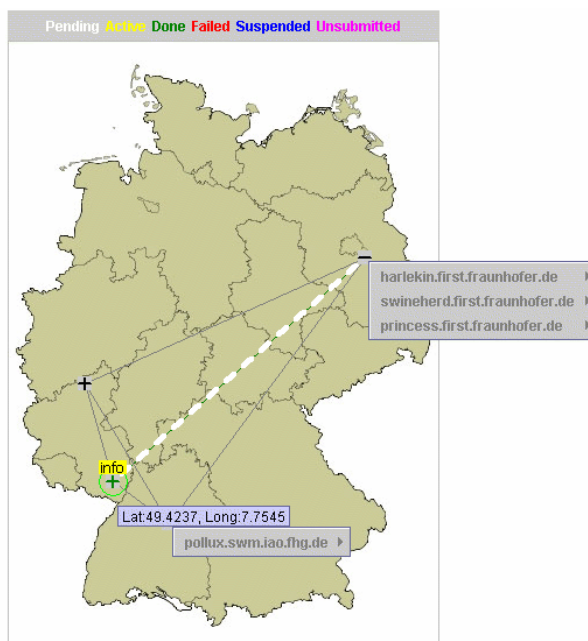 Pending Active Done Failed Suspended Unsubmitted
harlekin.first.fraunhofer.de
swineherd.first.fraunhofer.de
princess.first.fraunhofer.de
info
Lat:49.4237, Long:7.7545
pollux.swm.iao.fhg.de